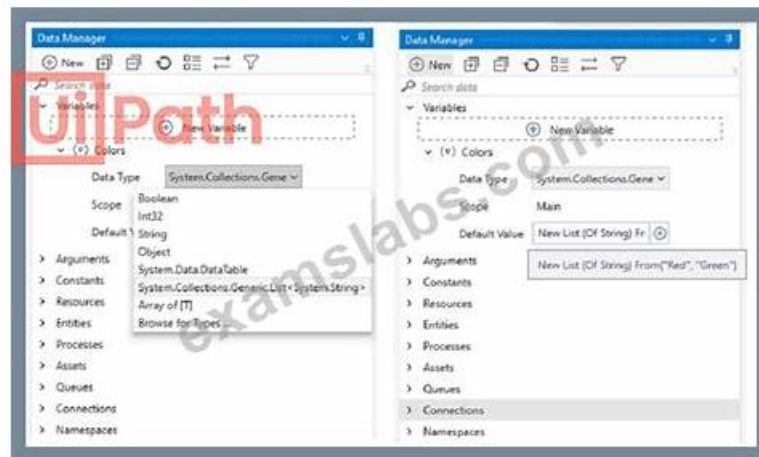 Data Manager
New
Search data
Variables
New Variable
(x) Colors
Data Type System.Collections.Gene
Scope
Default V
Boolean
Int32
String
Object
System.Data.DataTable
System.Collections.Generic.List<System.String>
Array of [T]
Browse for Types ...
Arguments
Constants
Resources
Entities
Processes
Assets
Queues
Connections
Namespaces
UiPath
Data Manager
New
Search data
Variables
New Variable
(x) Colors
Data Type System.Collections.Gene
Scope Main
Default Value New List (Of String) Fr
New List (Of String) From{"Red", "Green"}
Arguments
Constants
Resources
Entities
Processes
Assets
Queues
Connections
Namespaces
examslabs.com